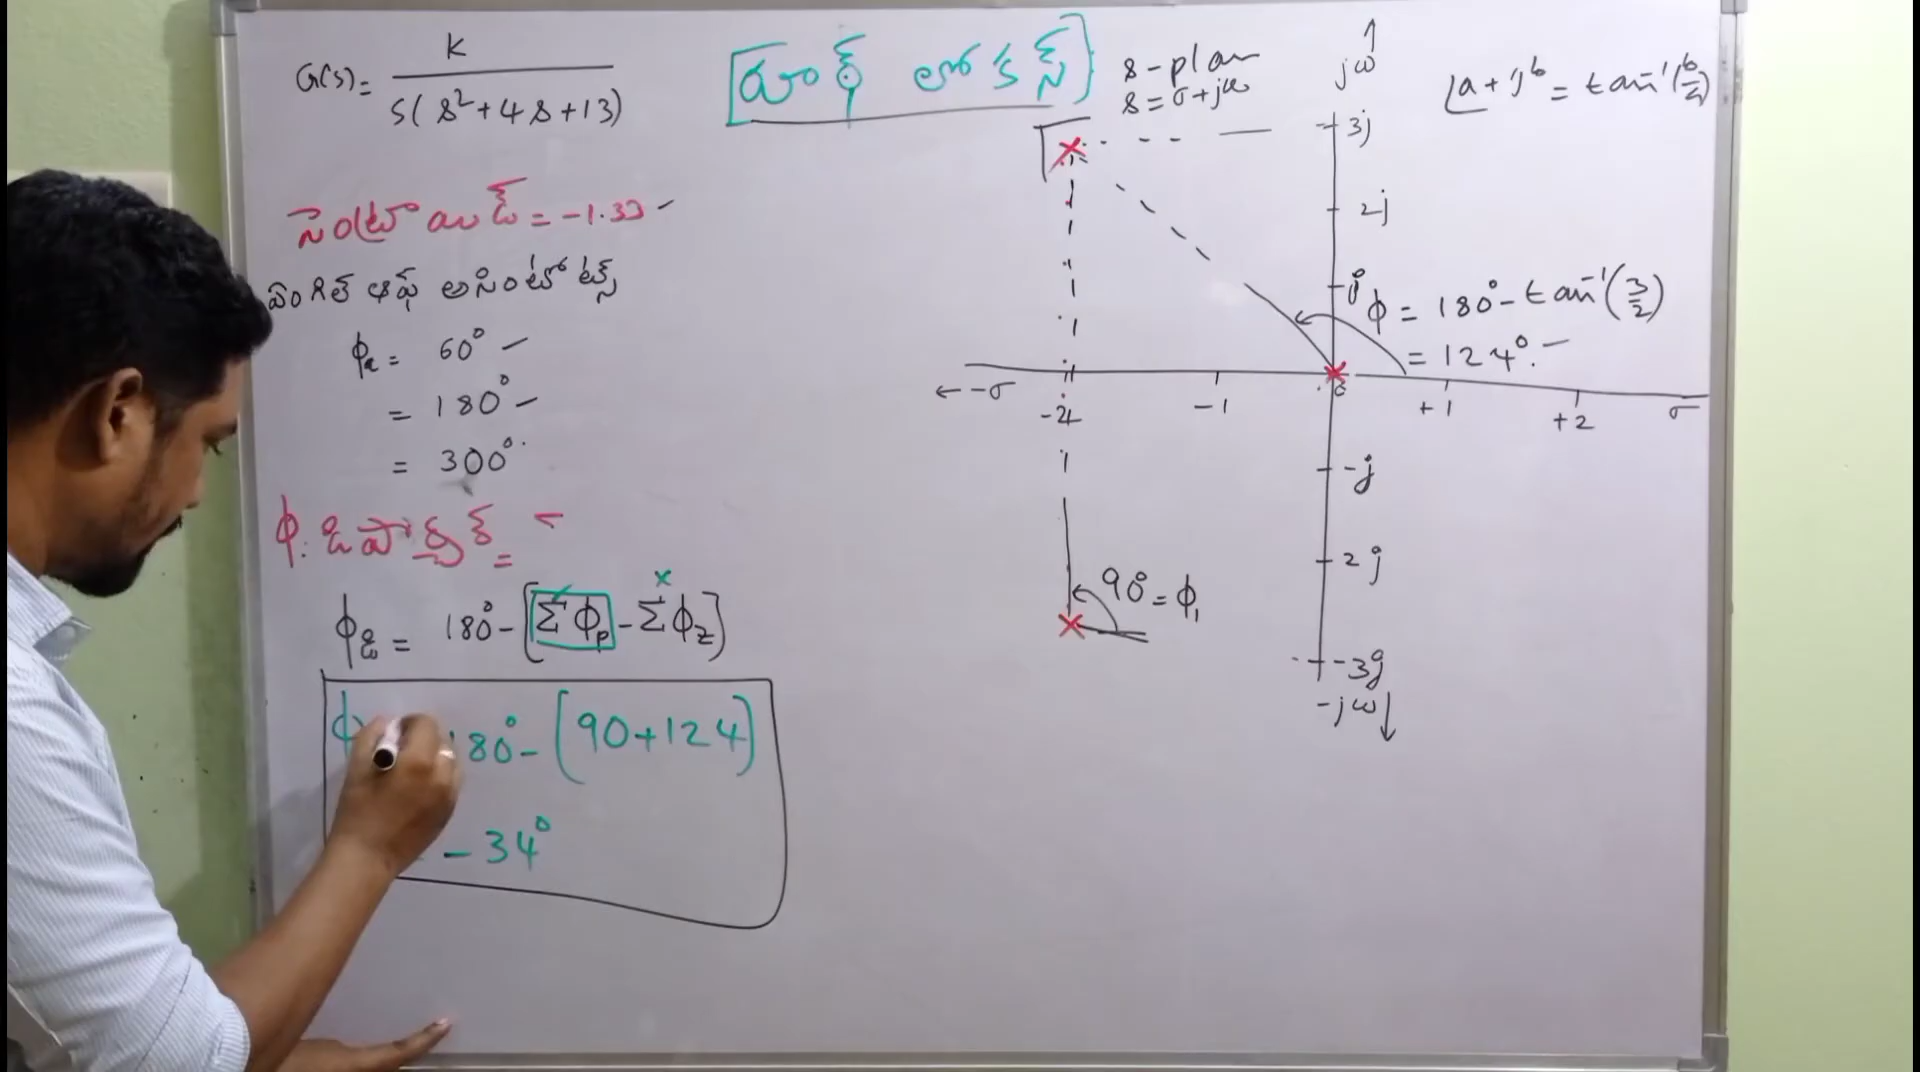 G(s) = K / s(s² + 4s + 13)
[రూట్ లోకస్]
s-plan
s = σ + jω
jω
∠a + jb = tan⁻¹(b/a)
సెంట్రాయిడ్ = -1.33
ఏంగిల్ ఆఫ్ అసింటోట్స్
= 60°
= 180°
= 300°
φ. డిపార్చర్ =
φడి = 180° - [Σφp - Σφz]
180° - [90 + 124]
- 34°
3j
2j
j
φ = 180° - tan⁻¹(3/2)
= 124°.
← -σ
-2
-1
0
+1
+2
σ
-j
2j
90° = φ₁
-3j
-jω